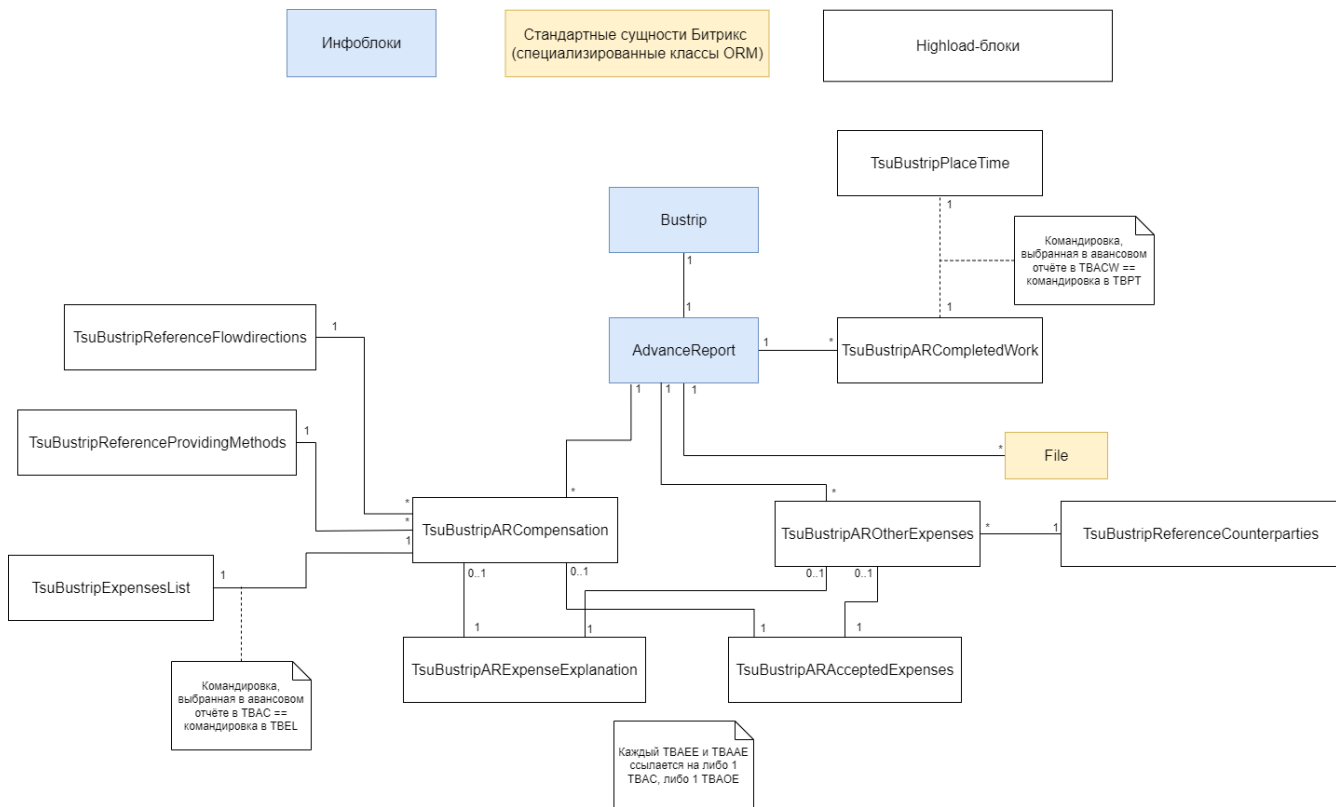 Инфоблоки
Стандартные сущности Битрикс
(специализированные классы ORM)
Highload-блоки
TsuBustripPlaceTime
1
Bustrip
1
Командировка,
выбранная в авансовом
отчёте в TBACW ==
командировка в TBPT
1
1
TsuBustripReferenceFlowdirections
1
AdvanceReport
1
*
TsuBustripARCompletedWork
1
1
1
TsuBustripReferenceProvidingMethods
1
*
File
*
*
*
*
1
TsuBustripARCompensation
TsuBustripAROtherExpenses
*
1
TsuBustripReferenceCounterparties
TsuBustripExpensesList
1
0..1
0..1
0..1
0..1
1
1
1
1
TsuBustripARExpenseExplanation
TsuBustripARAcceptedExpenses
Командировка,
выбранная в авансовом
отчёте в TBAC ==
командировка в TBEL
Каждый TBAEE и TBAAE
ссылается на либо 1
TBAC, либо 1 TBAOE